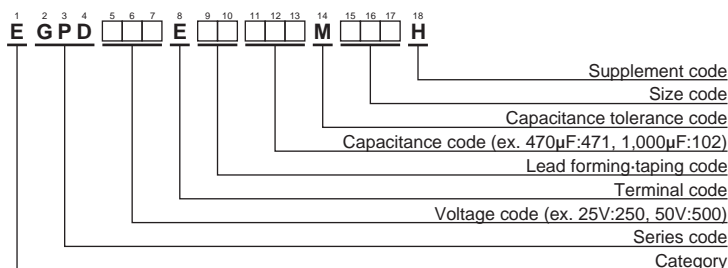 1 2 3 4 5 6 7 8 9 10 11 12 13 14 15 16 17 18
E GPD E M H
Supplement code
Size code
Capacitance tolerance code
Capacitance code (ex. 470µF:471, 1,000µF:102)
Lead forming·taping code
Terminal code
Voltage code (ex. 25V:250, 50V:500)
Series code
Category